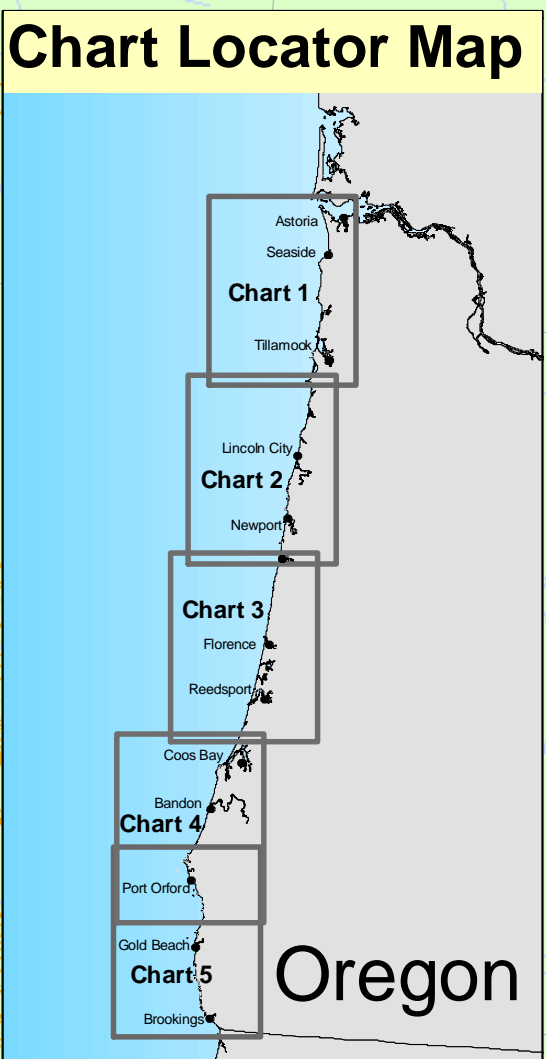 Chart Locator Map
Astoria
Seaside
Chart 1
Tillamook
Lincoln City
Chart 2
Newport
Chart 3
Florence
Reedsport
Coos Bay
Bandon
Chart 4
Port Orford
Gold Beach
Chart 5
Oregon
Brookings